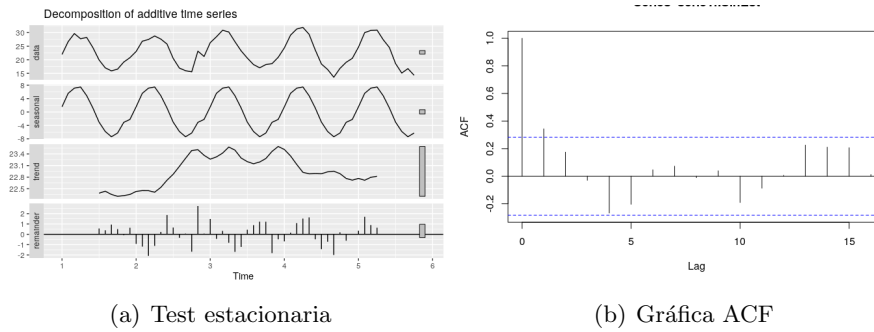 Decomposition of additive time series
data
30
25
20
15
seasonal
8
4
0
-4
-8
trend
23.4
23.1
22.8
22.5
remainder
2
1
0
-1
-2
1 2 3 4 5 6
Time
ACF
1.0
0.8
0.6
0.4
0.2
0.0
-0.2
0 5 10 15
Lag
(a) Test estacionaria
(b) Gráfica ACF